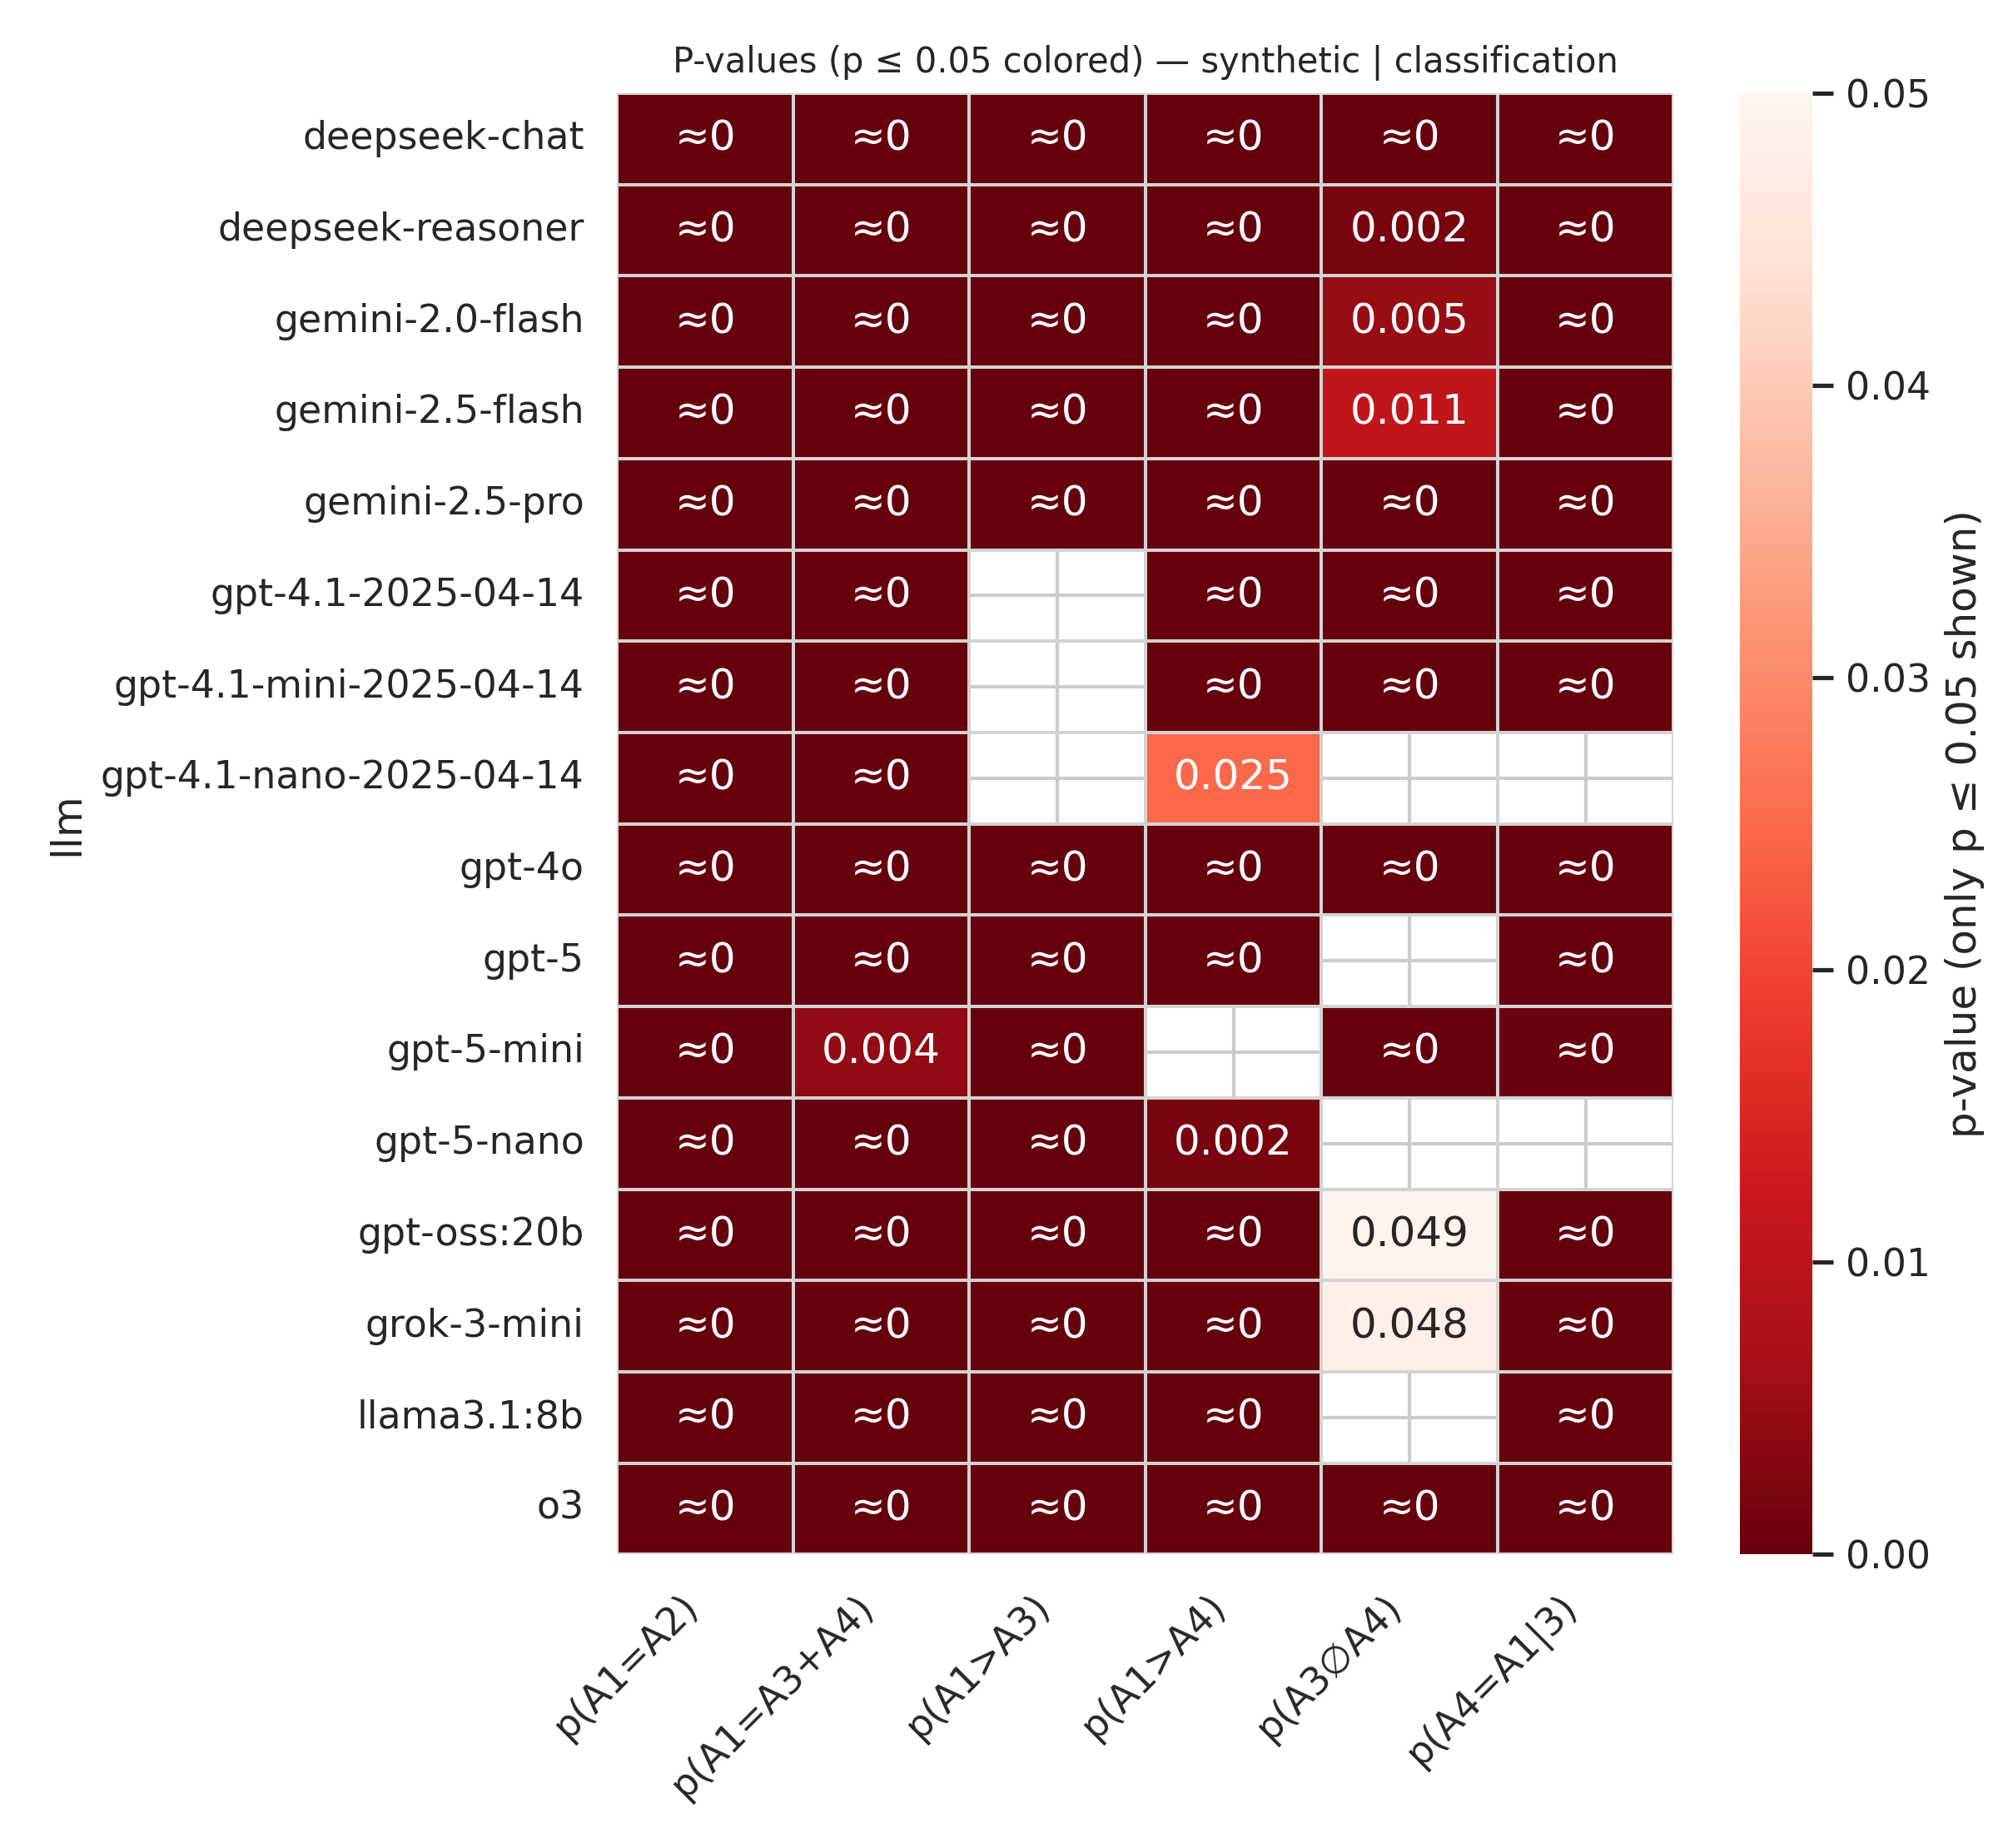 P-values (p ≤ 0.05 colored) — synthetic | classification
deepseek-chat ≈0 ≈0 ≈0 ≈0 ≈0 ≈0
deepseek-reasoner ≈0 ≈0 ≈0 ≈0 0.002 ≈0
gemini-2.0-flash ≈0 ≈0 ≈0 ≈0 0.005 ≈0
gemini-2.5-flash ≈0 ≈0 ≈0 ≈0 0.011 ≈0
gemini-2.5-pro ≈0 ≈0 ≈0 ≈0 ≈0 ≈0
gpt-4.1-2025-04-14 ≈0 ≈0 ≈0 ≈0 ≈0
gpt-4.1-mini-2025-04-14 ≈0 ≈0 ≈0 ≈0 ≈0
gpt-4.1-nano-2025-04-14 ≈0 ≈0 0.025
gpt-4o ≈0 ≈0 ≈0 ≈0 ≈0 ≈0
gpt-5 ≈0 ≈0 ≈0 ≈0 ≈0
gpt-5-mini ≈0 0.004 ≈0 ≈0 ≈0
gpt-5-nano ≈0 ≈0 ≈0 0.002
gpt-oss:20b ≈0 ≈0 ≈0 ≈0 0.049 ≈0
grok-3-mini ≈0 ≈0 ≈0 ≈0 0.048 ≈0
llama3.1:8b ≈0 ≈0 ≈0 ≈0 ≈0
o3 ≈0 ≈0 ≈0 ≈0 ≈0 ≈0
llm
p(A1=A2)
p(A1=A3+A4)
p(A1>A3)
p(A1>A4)
p(A3∅A4)
p(A4=A1|3)
0.05
0.04
0.03
0.02
0.01
0.00
p-value (only p ≤ 0.05 shown)